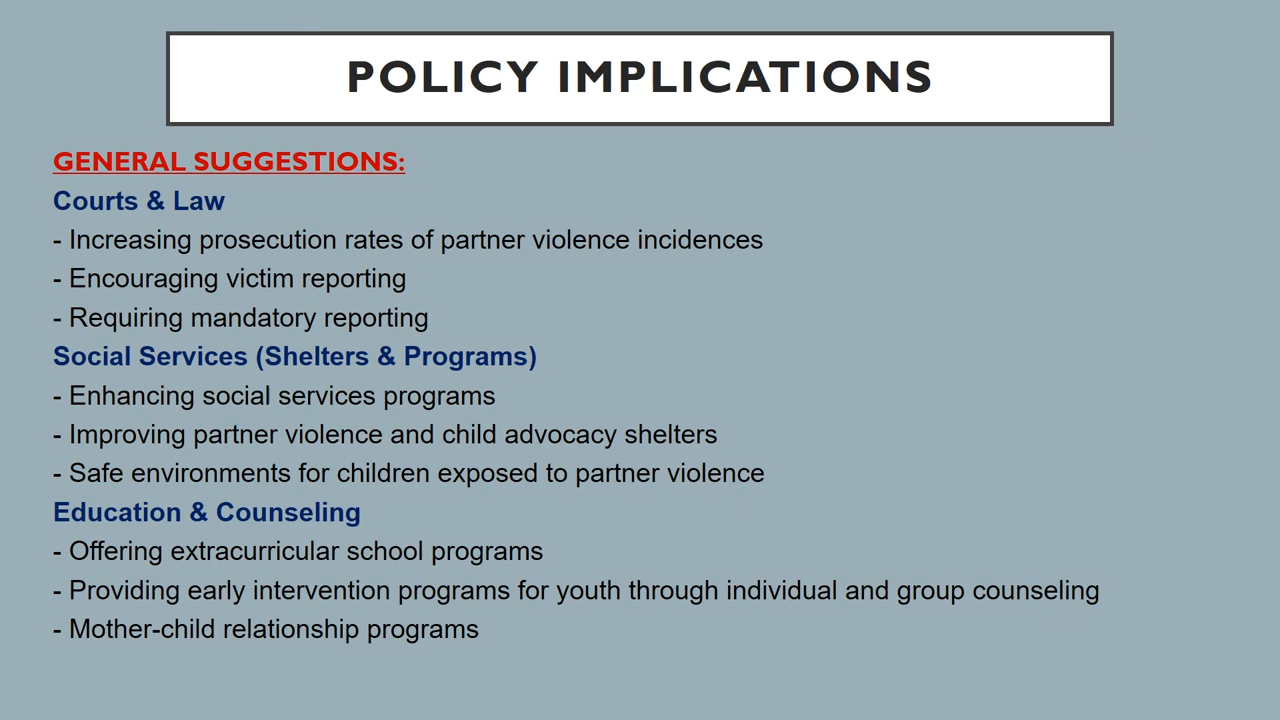 POLICY IMPLICATIONS
GENERAL SUGGESTIONS:
Courts & Law
- Increasing prosecution rates of partner violence incidences
- Encouraging victim reporting
- Requiring mandatory reporting
Social Services (Shelters & Programs)
- Enhancing social services programs
- Improving partner violence and child advocacy shelters
- Safe environments for children exposed to partner violence
Education & Counseling
- Offering extracurricular school programs
- Providing early intervention programs for youth through individual and group counseling
- Mother-child relationship programs